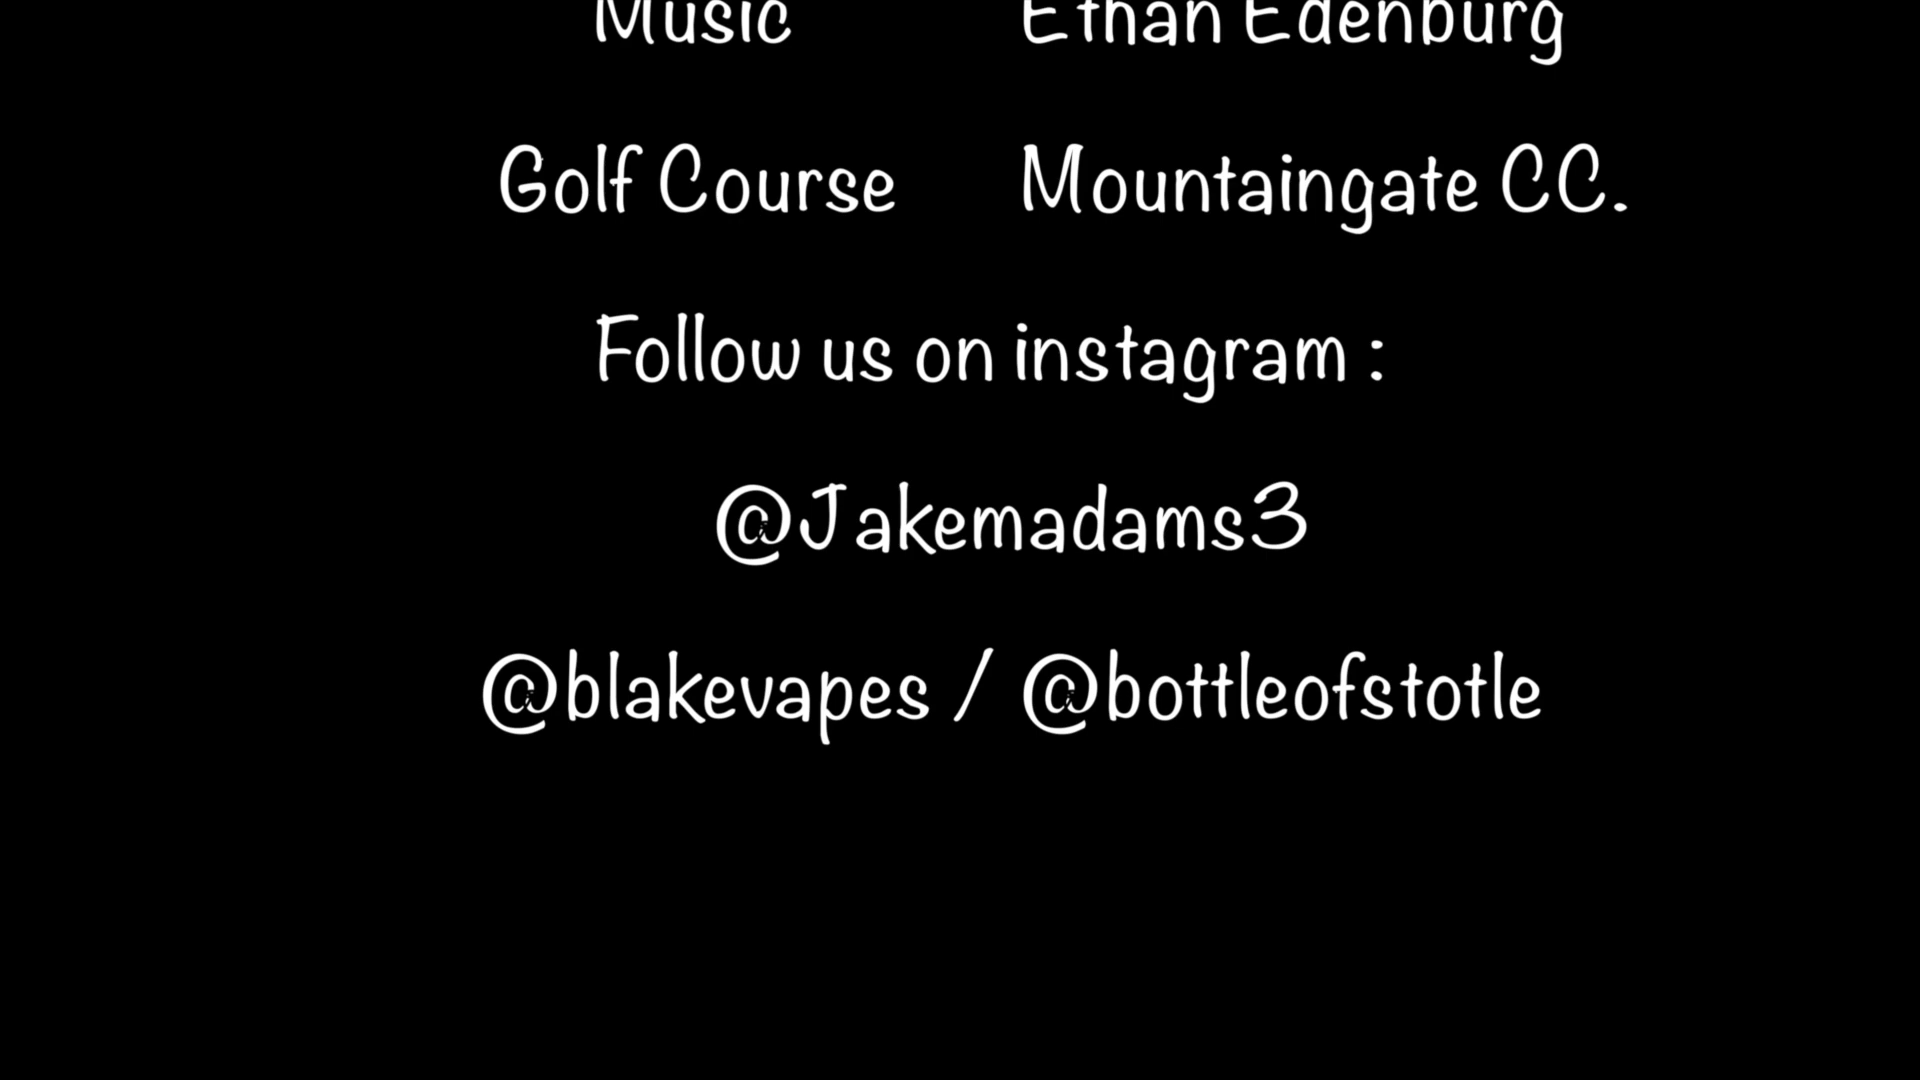 Music Ethan Edenburg
Golf Course Mountaingate CC.
Follow us on instagram :
@Jakemadams3
@blakevapes / @bottleofstotle